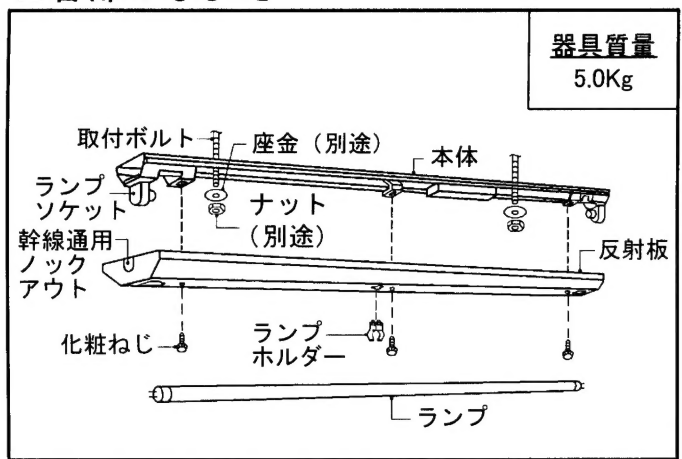 器具質量
5.0Kg
取付ボルト
座金（別途）
本体
ランプ
ソケット
ナット
（別途）
幹線通用
ノック
アウト
反射板
化粧ねじ
ランプ
ホルダー
ランプ